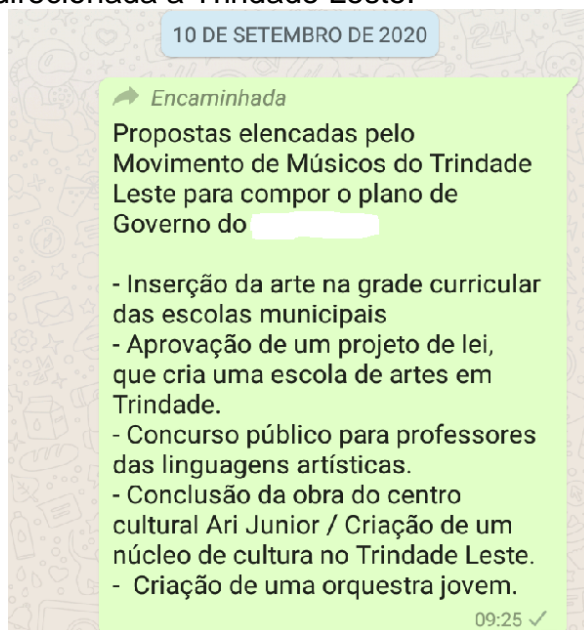 direcionada à Trindade Leste.
10 DE SETEMBRO DE 2020
Encaminhada
Propostas elencadas pelo
Movimento de Músicos do Trindade
Leste para compor o plano de
Governo do
- Inserção da arte na grade curricular
das escolas municipais
- Aprovação de um projeto de lei,
que cria uma escola de artes em
Trindade.
- Concurso público para professores
das linguagens artísticas.
- Conclusão da obra do centro
cultural Ari Junior / Criação de um
núcleo de cultura no Trindade Leste.
- Criação de uma orquestra jovem.
09:25